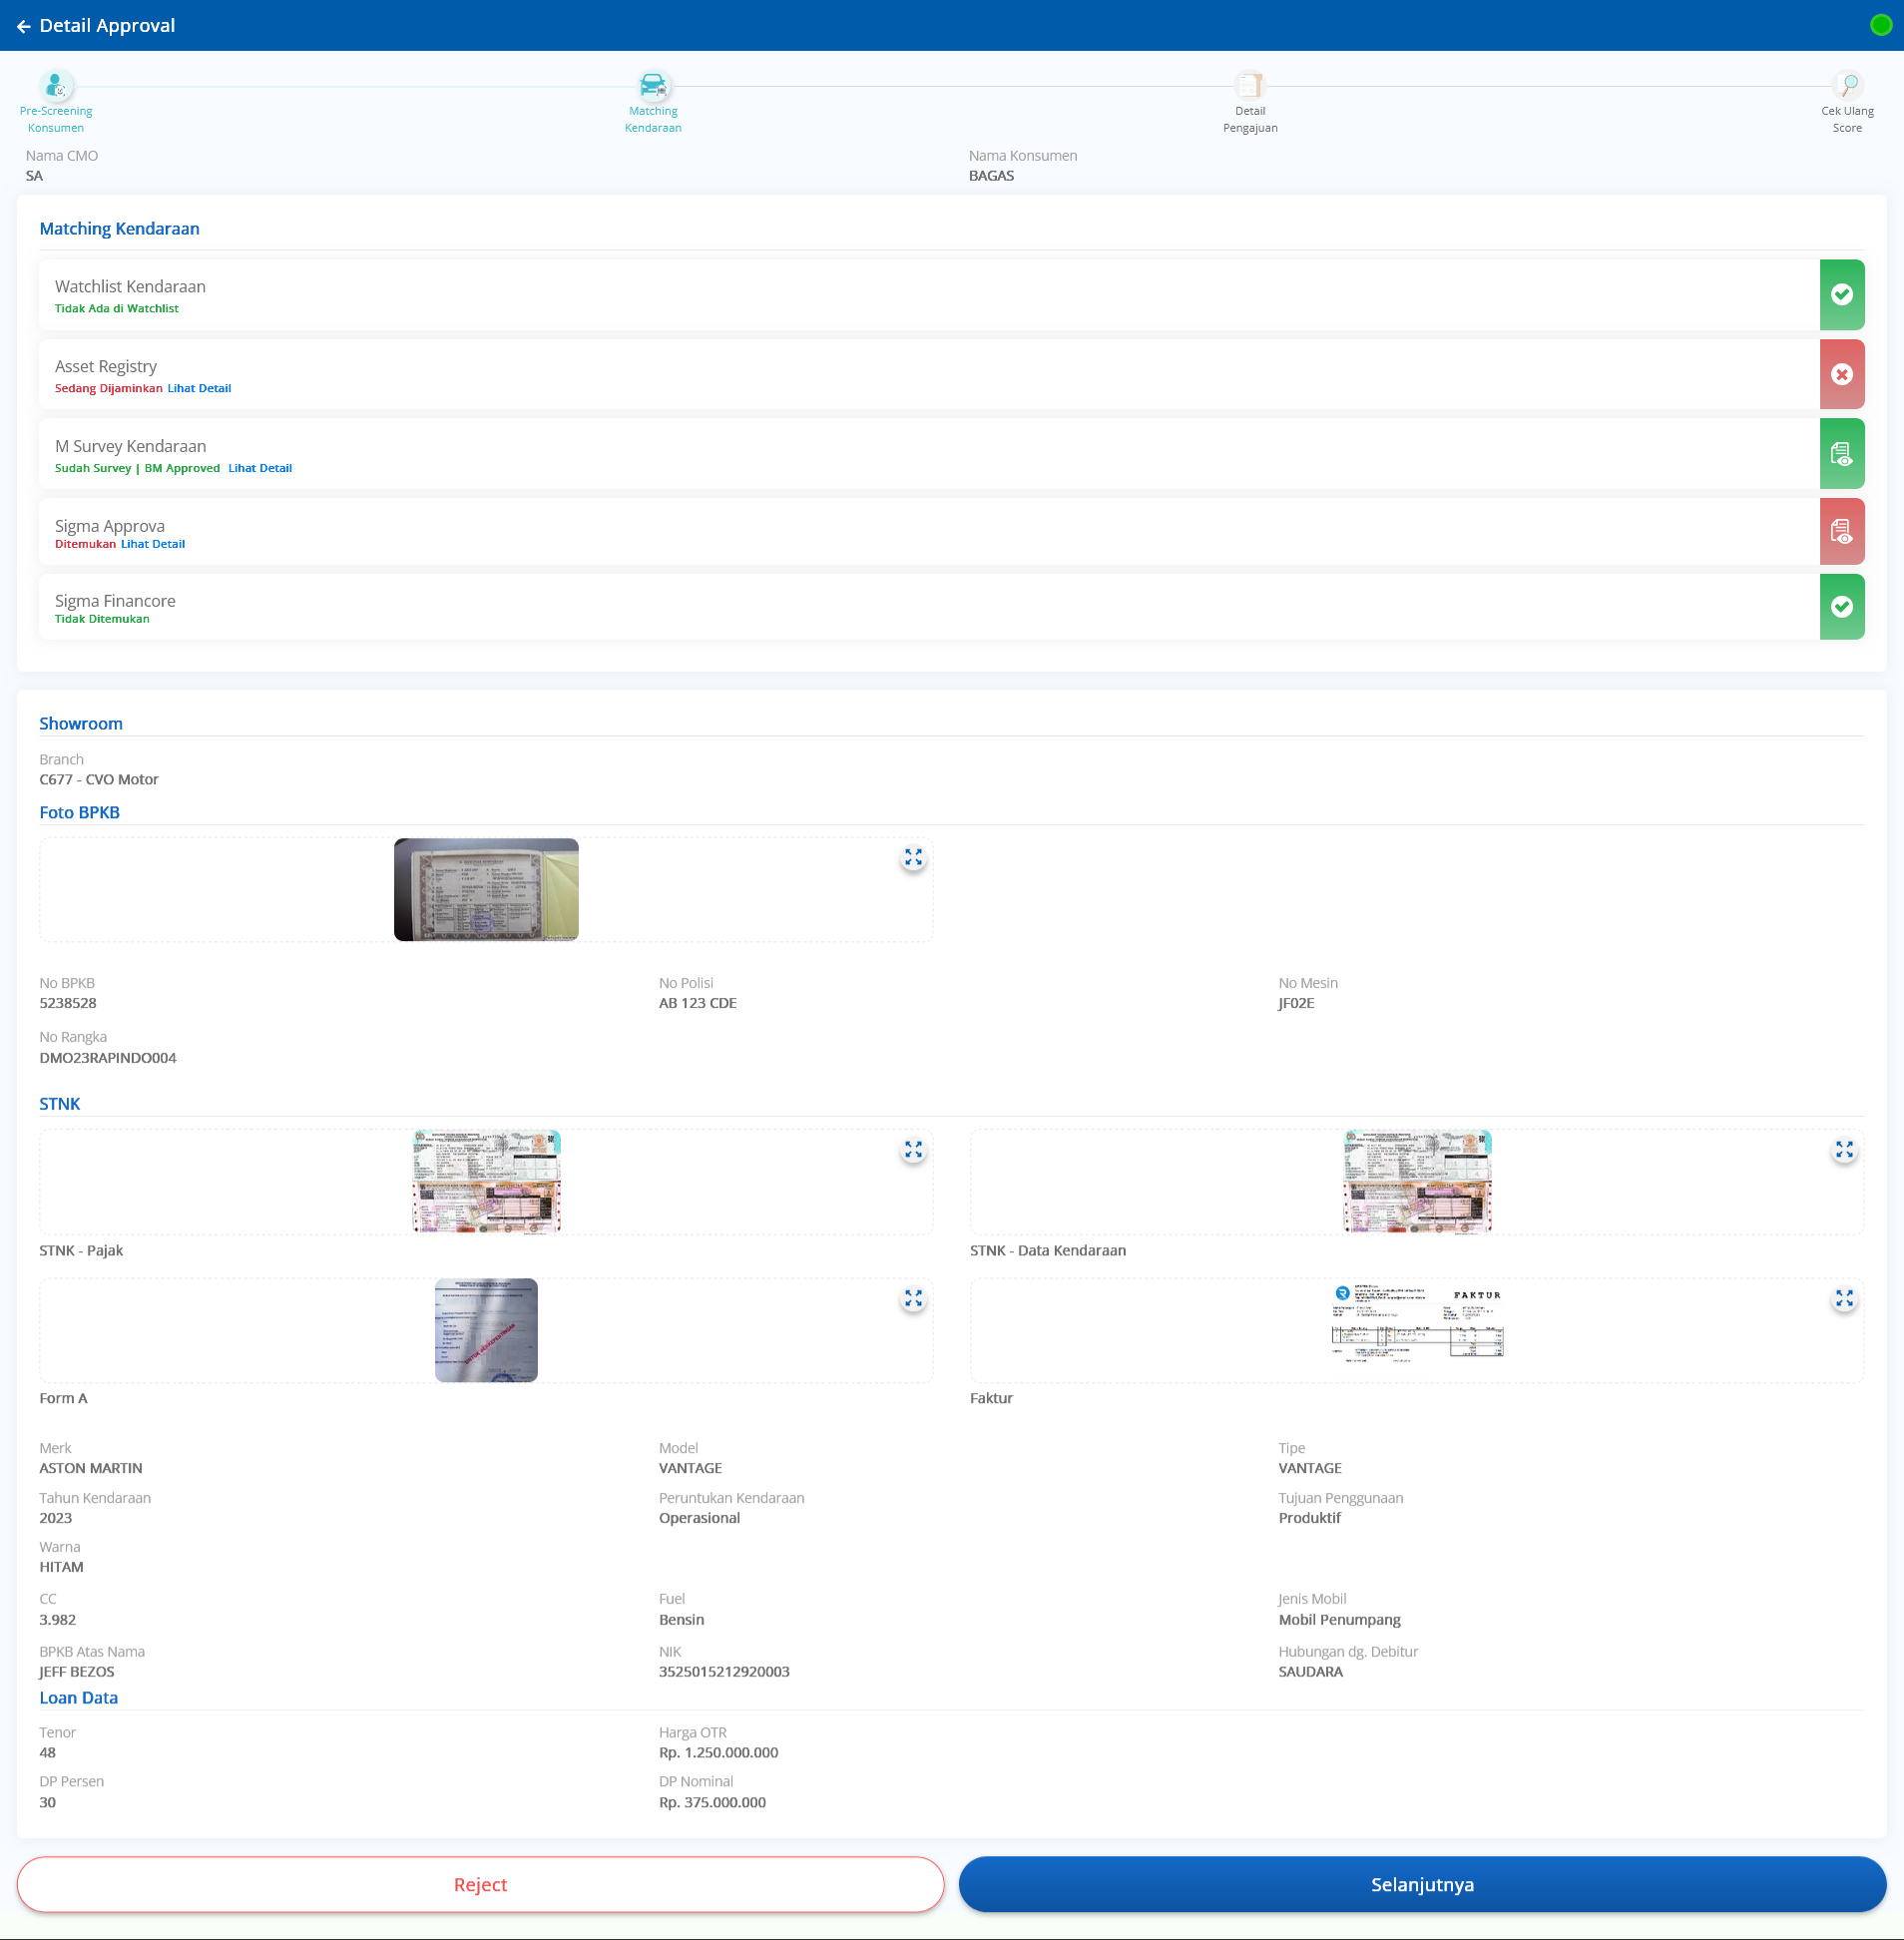 Detail Approval
Pre-Screening
Konsumen
Matching
Kendaraan
Detail
Pengajuan
Cek Ulang
Score
Nama CMO
SA
Nama Konsumen
BAGAS
Matching Kendaraan
Watchlist Kendaraan
Tidak Ada di Watchlist
Asset Registry
Sedang Dijaminkan Lihat Detail
M Survey Kendaraan
Sudah Survey | BM Approved Lihat Detail
Sigma Approva
Ditemukan Lihat Detail
Sigma Financore
Tidak Ditemukan
Showroom
Branch
C677 - CVO Motor
Foto BPKB
No BPKB
5238528
No Polisi
AB 123 CDE
No Mesin
JF02E
No Rangka
DMO23RAPINDO004
STNK
STNK - Pajak
STNK - Data Kendaraan
FAKTUR
Form A
Faktur
Merk
ASTON MARTIN
Model
VANTAGE
Tipe
VANTAGE
Tahun Kendaraan
2023
Peruntukan Kendaraan
Operasional
Tujuan Penggunaan
Produktif
Warna
HITAM
CC
3.982
Fuel
Bensin
Jenis Mobil
Mobil Penumpang
BPKB Atas Nama
JEFF BEZOS
NIK
3525015212920003
Hubungan dg. Debitur
SAUDARA
Loan Data
Tenor
48
Harga OTR
Rp. 1.250.000.000
DP Persen
30
DP Nominal
Rp. 375.000.000
Reject
Selanjutnya